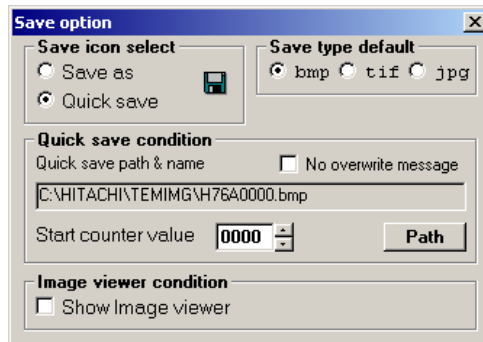 Save option
Save icon select
Save as
Quick save
Save type default
bmp tif jpg
Quick save condition
Quick save path & name No overwrite message
C:\HITACHI\TEMIMG\H76A0000.bmp
Start counter value 0000 Path
Image viewer condition
Show Image viewer